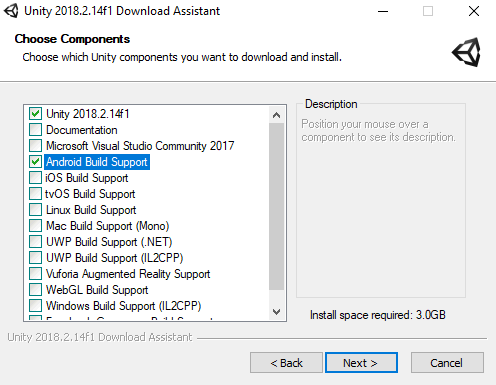 Unity 2018.2.14f1 Download Assistant
Choose Components
Choose which Unity components you want to download and install.
Unity 2018.2.14f1
Documentation
Microsoft Visual Studio Community 2017
Android Build Support
iOS Build Support
tvOS Build Support
Linux Build Support
Mac Build Support (Mono)
UWP Build Support (.NET)
UWP Build Support (IL2CPP)
Vuforia Augmented Reality Support
WebGL Build Support
Windows Build Support (IL2CPP)
Description
Position your mouse over a
component to see its description.
Install space required: 3.0GB
Unity 2018.2.14f1 Download Assistant
< Back
Next >
Cancel